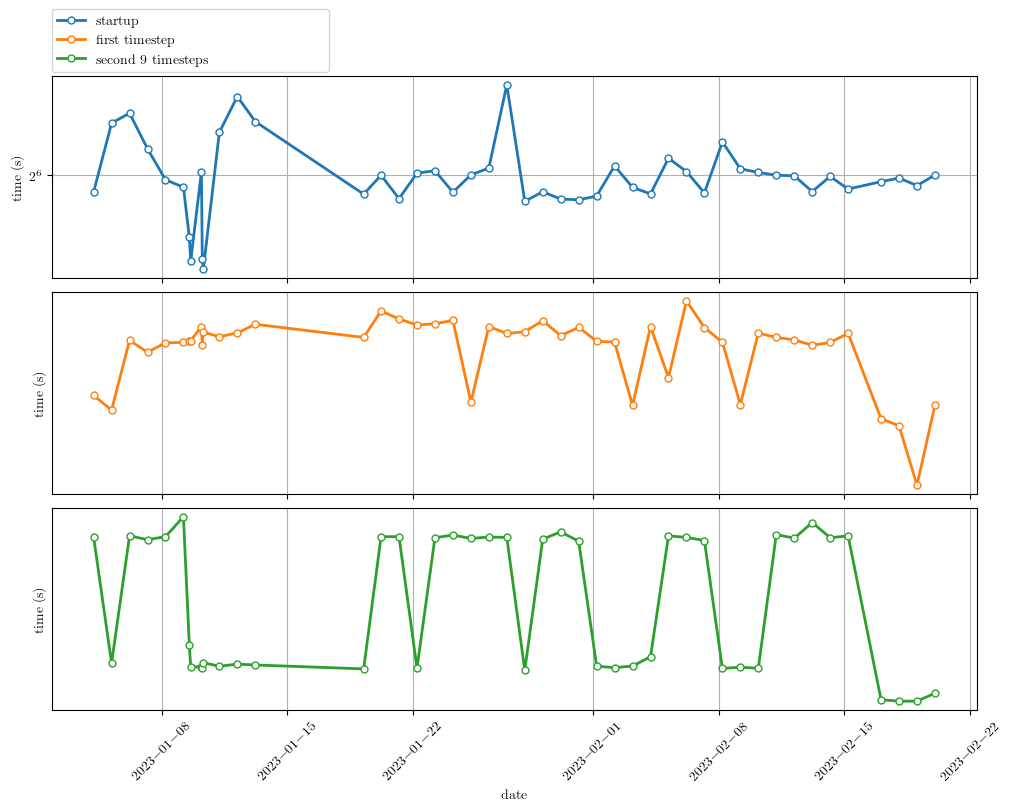 startup
first timestep
second 9 timesteps
time (s)
2⁶
time (s)
time (s)
2023−01−08
2023−01−15
2023−01−22
2023−02−01
2023−02−08
2023−02−15
2023−02−22
date